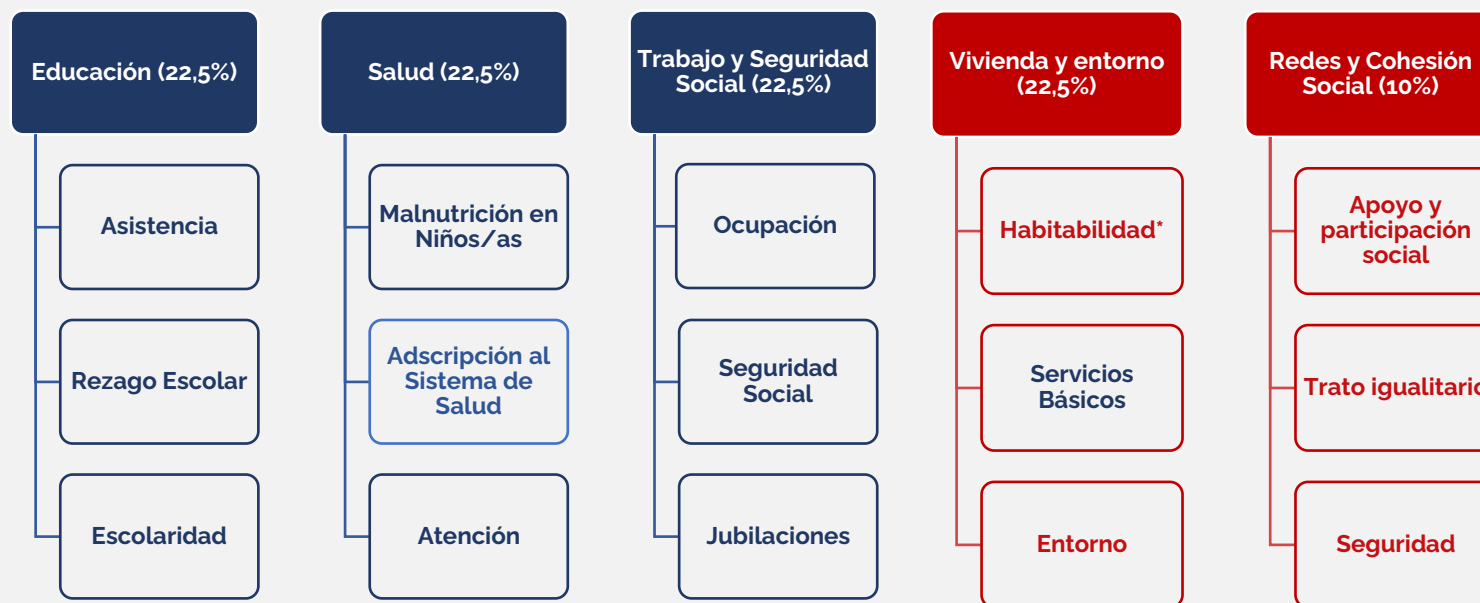 Educación (22,5%)
Asistencia
Rezago Escolar
Escolaridad
Salud (22,5%)
Malnutrición en
Niños/as
Adscripción al
Sistema de
Salud
Atención
Trabajo y Seguridad
Social (22,5%)
Ocupación
Seguridad
Social
Jubilaciones
Vivienda y entorno
(22,5%)
Habitabilidad*
Servicios
Básicos
Entorno
Redes y Cohesión
Social (10%)
Apoyo y
participación
social
Trato igualitario
Seguridad